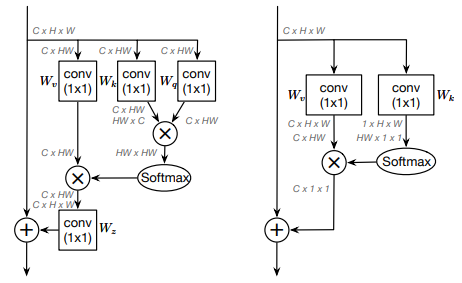 C x H x W
C x HW C x HW C x HW
W_v conv (1x1) W_k conv (1x1) W_q conv (1x1)
C x HW
HW x C
C x HW
×
C x HW
HW x HW
×
Softmax
C x HW
C x H x W
conv (1x1) W_z
+
C x H x W
W_v conv (1x1) conv (1x1) W_k
C x H x W 1 x H x W
C x HW HW x 1 x 1
×
Softmax
C x 1 x 1
+